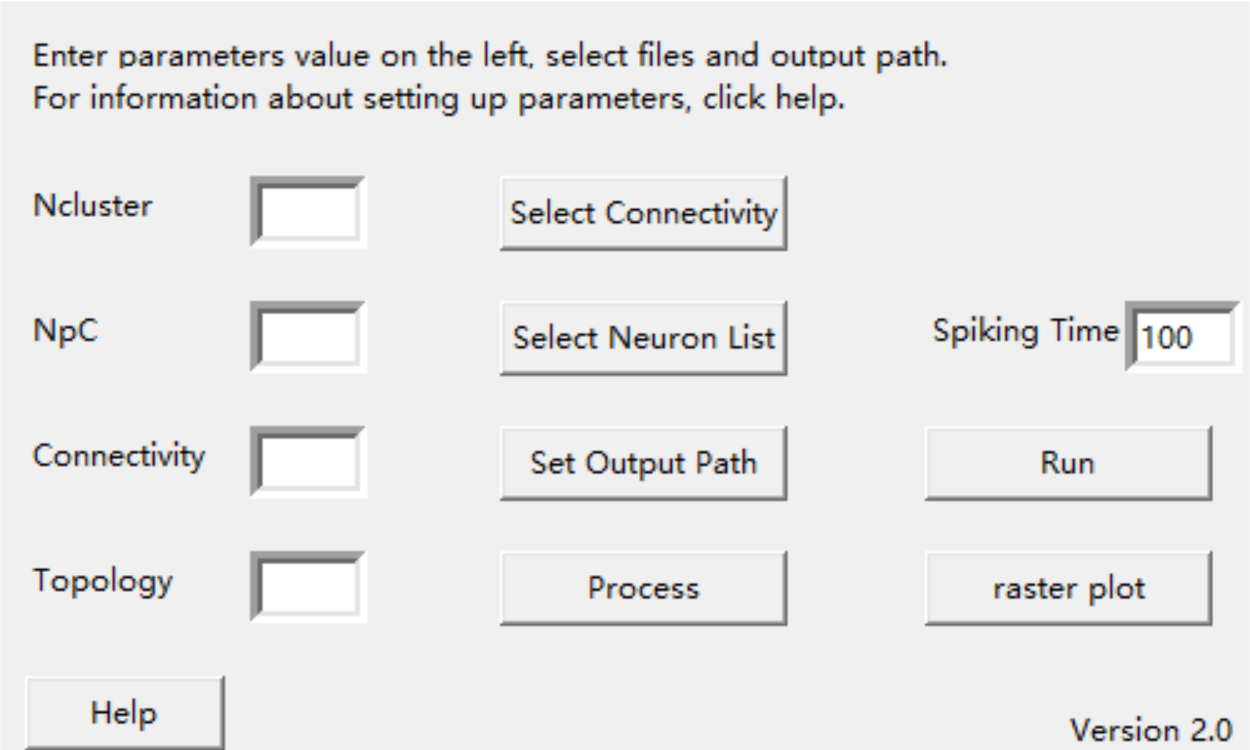 Enter parameters value on the left, select files and output path.
For information about setting up parameters, click help.
Ncluster
Select Connectivity
NpC
Select Neuron List
Spiking Time
100
Connectivity
Set Output Path
Run
Topology
Process
raster plot
Help
Version 2.0